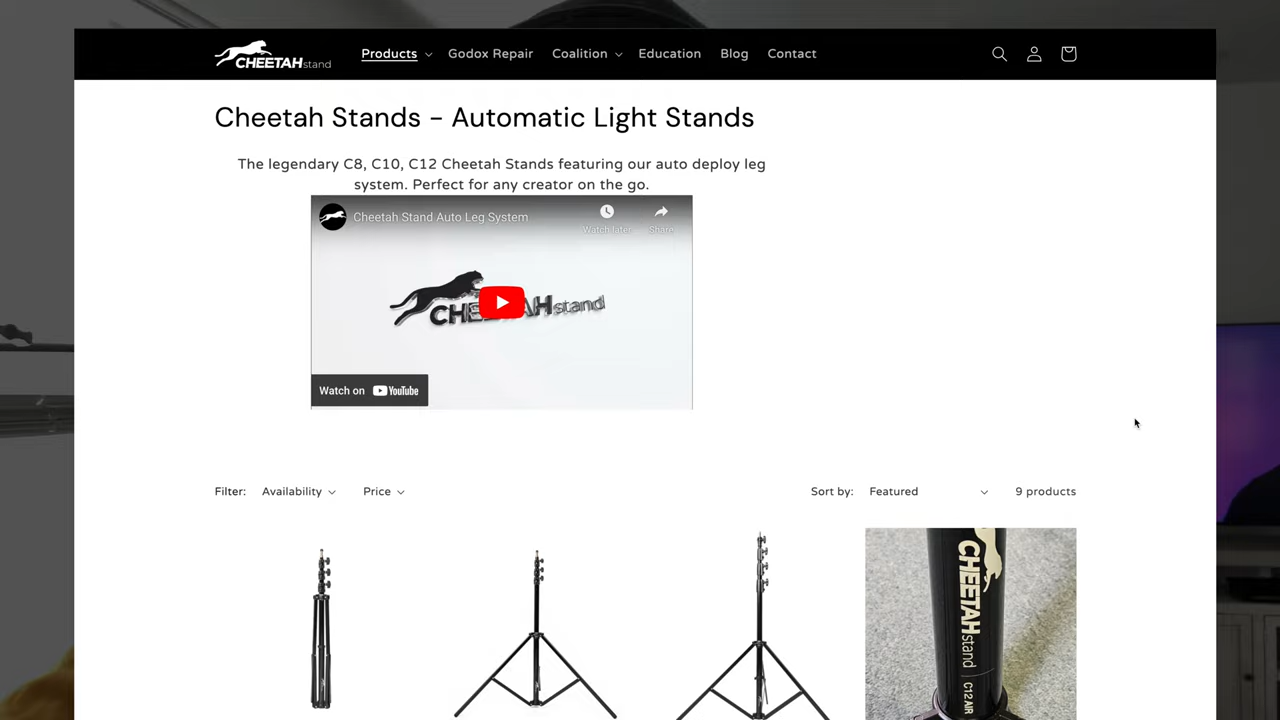 CHEETAHstand
Products
Godox Repair
Coalition
Education
Blog
Contact
Cheetah Stands - Automatic Light Stands
The legendary C8, C10, C12 Cheetah Stands featuring our auto deploy leg
system. Perfect for any creator on the go.
Cheetah Stand Auto Leg System
Watch later
Share
CHEETAHstand
Watch on YouTube
Filter:
Availability
Price
Sort by:
Featured
9 products
CHEETAHstand
C12 AIR